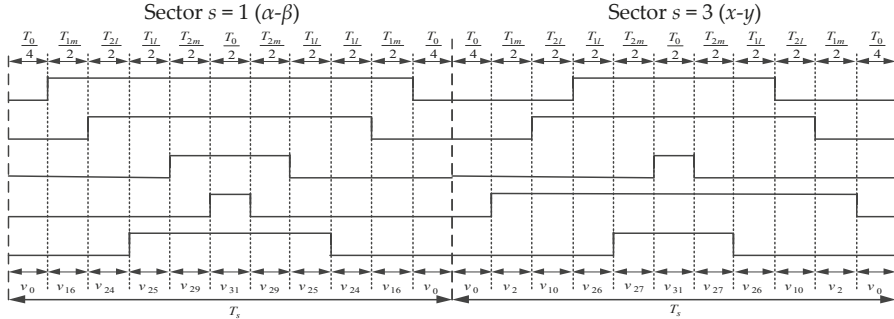 Sector s = 1 (α-β) Sector s = 3 (x-y)
T0/4 T1m/2 T2l/2 T1l/2 T2m/2 T0/2 T2m/2 T1l/2 T2l/2 T1m/2 T0/4 T0/4 T1m/2 T2l/2 T1l/2 T2m/2 T0/2 T2m/2 T1l/2 T2l/2 T1m/2 T0/4
v0 v16 v24 v25 v29 v31 v29 v25 v24 v16 v0 v0 v2 v10 v26 v27 v31 v27 v26 v10 v2 v0
Ts Ts